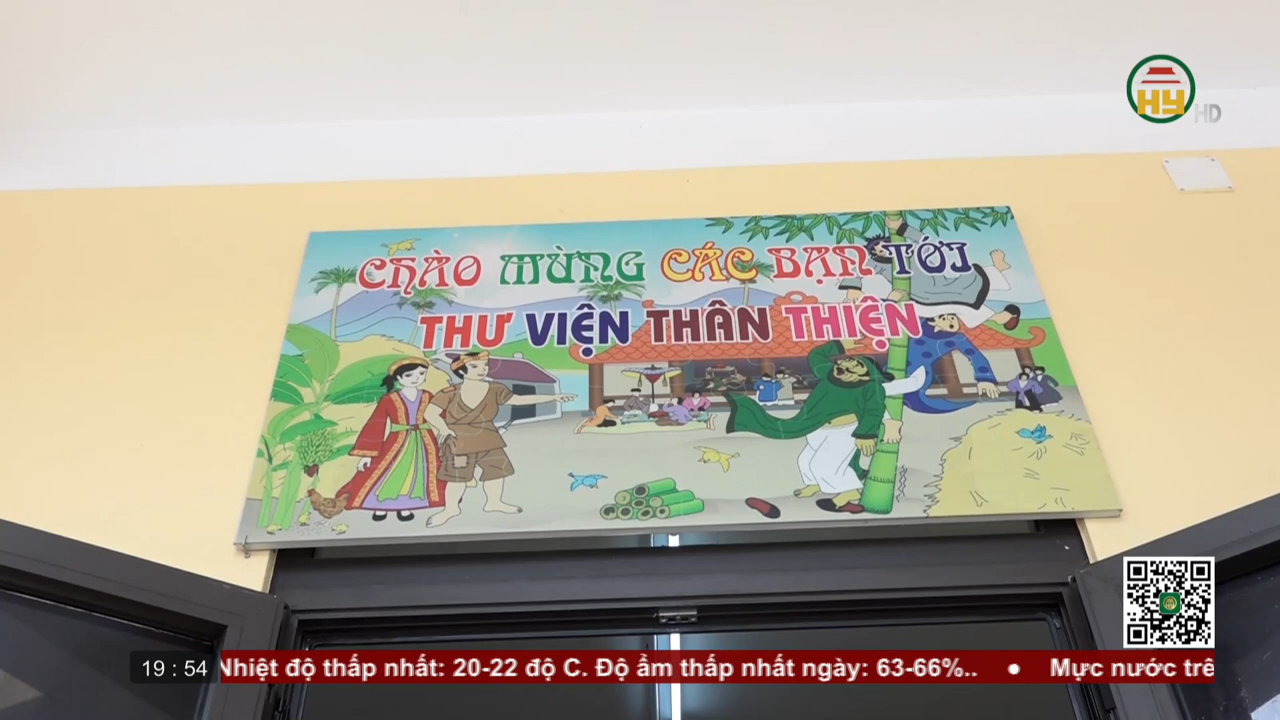 HY
HD
CHÀO MỪNG CÁC BẠN TỚI
THƯ VIỆN THÂN THIỆN
19 : 54
Nhiệt độ thấp nhất: 20-22 độ C. Độ ẩm thấp nhất ngày: 63-66%.. ● Mực nước trê